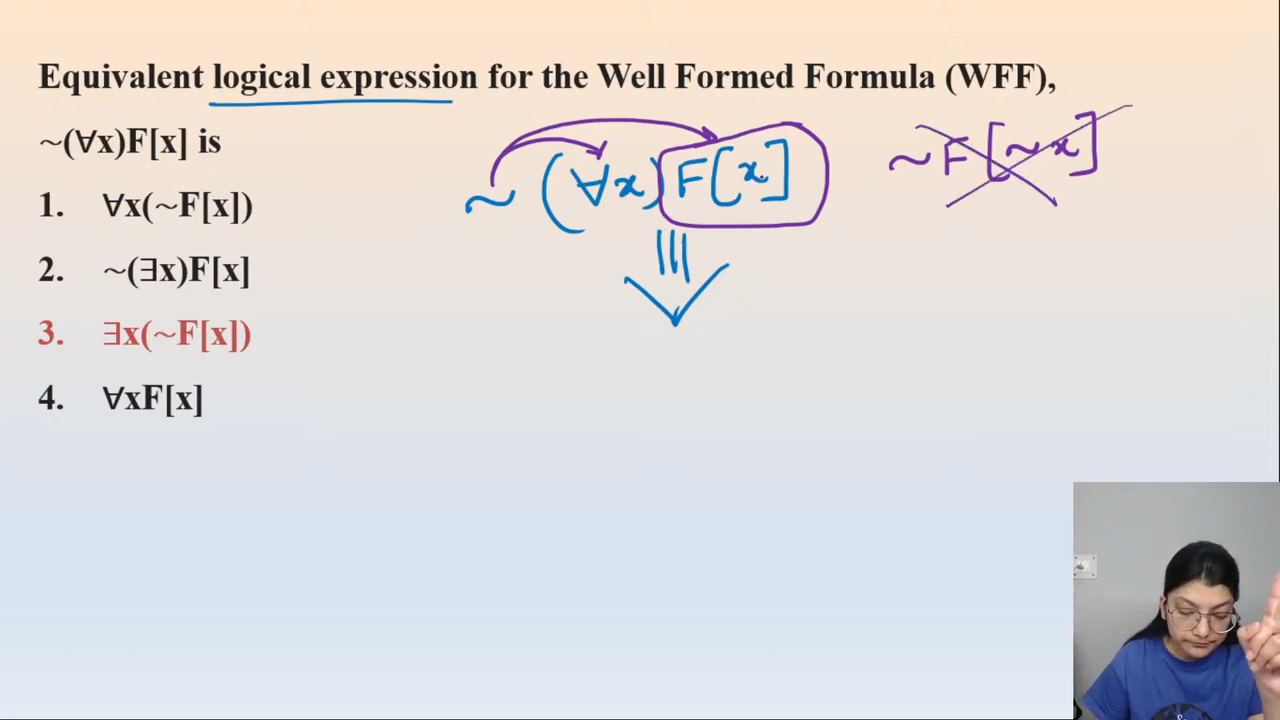 Equivalent logical expression for the Well Formed Formula (WFF),
~(∀x)F[x] is
1. ∀x(~F[x])
2. ~(∃x)F[x]
3. ∃x(~F[x])
4. ∀xF[x]
~ (∀x) F[x]
~F[~x]